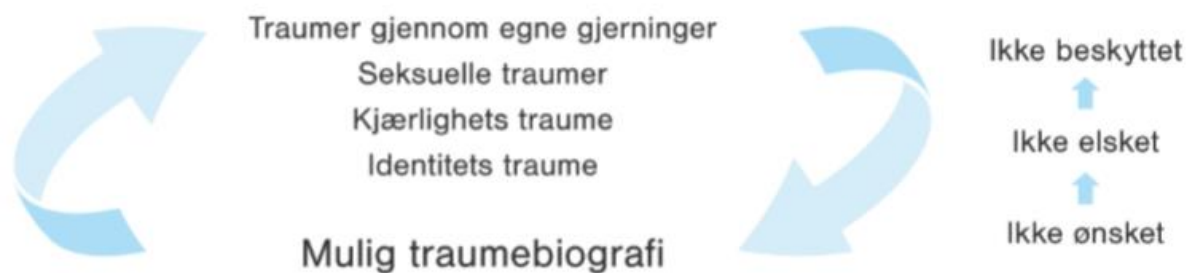 Traumer gjennom egne gjerninger
Seksuelle traumer
Kjærlighets traume
Identitets traume
Mulig traumebiografi
Ikke beskyttet
Ikke elsket
Ikke ønsket